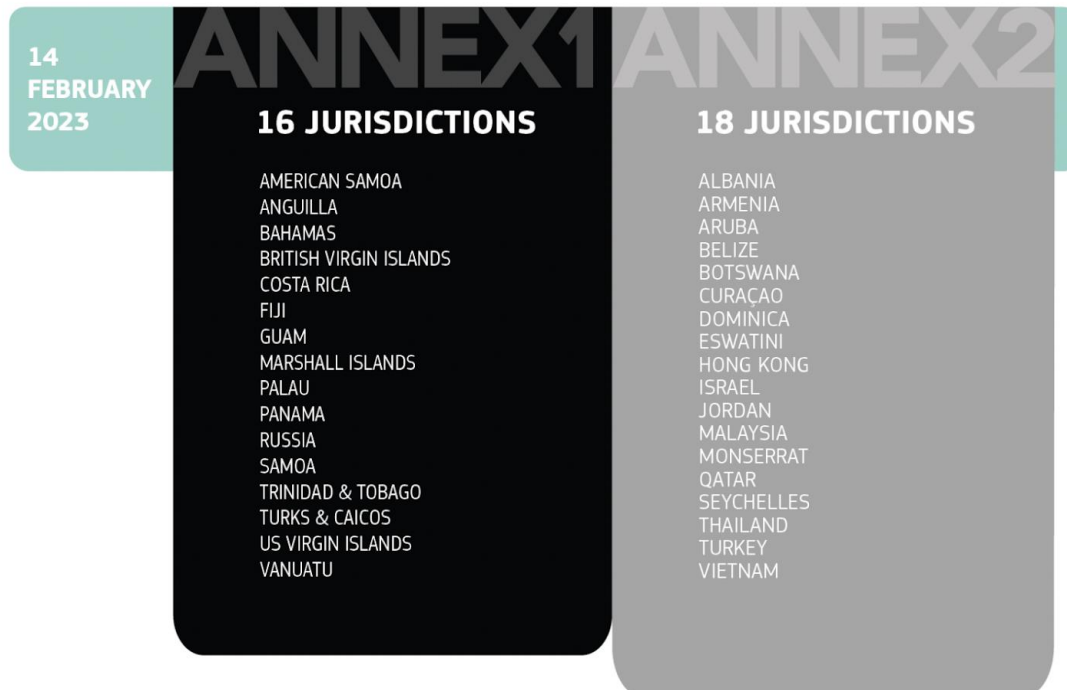 14
FEBRUARY
2023
ANNEX1
16 JURISDICTIONS
AMERICAN SAMOA
ANGUILLA
BAHAMAS
BRITISH VIRGIN ISLANDS
COSTA RICA
FIJI
GUAM
MARSHALL ISLANDS
PALAU
PANAMA
RUSSIA
SAMOA
TRINIDAD & TOBAGO
TURKS & CAICOS
US VIRGIN ISLANDS
VANUATU
ANNEX2
18 JURISDICTIONS
ALBANIA
ARMENIA
ARUBA
BELIZE
BOTSWANA
CURAÇAO
DOMINICA
ESWATINI
HONG KONG
ISRAEL
JORDAN
MALAYSIA
MONSERRAT
QATAR
SEYCHELLES
THAILAND
TURKEY
VIETNAM